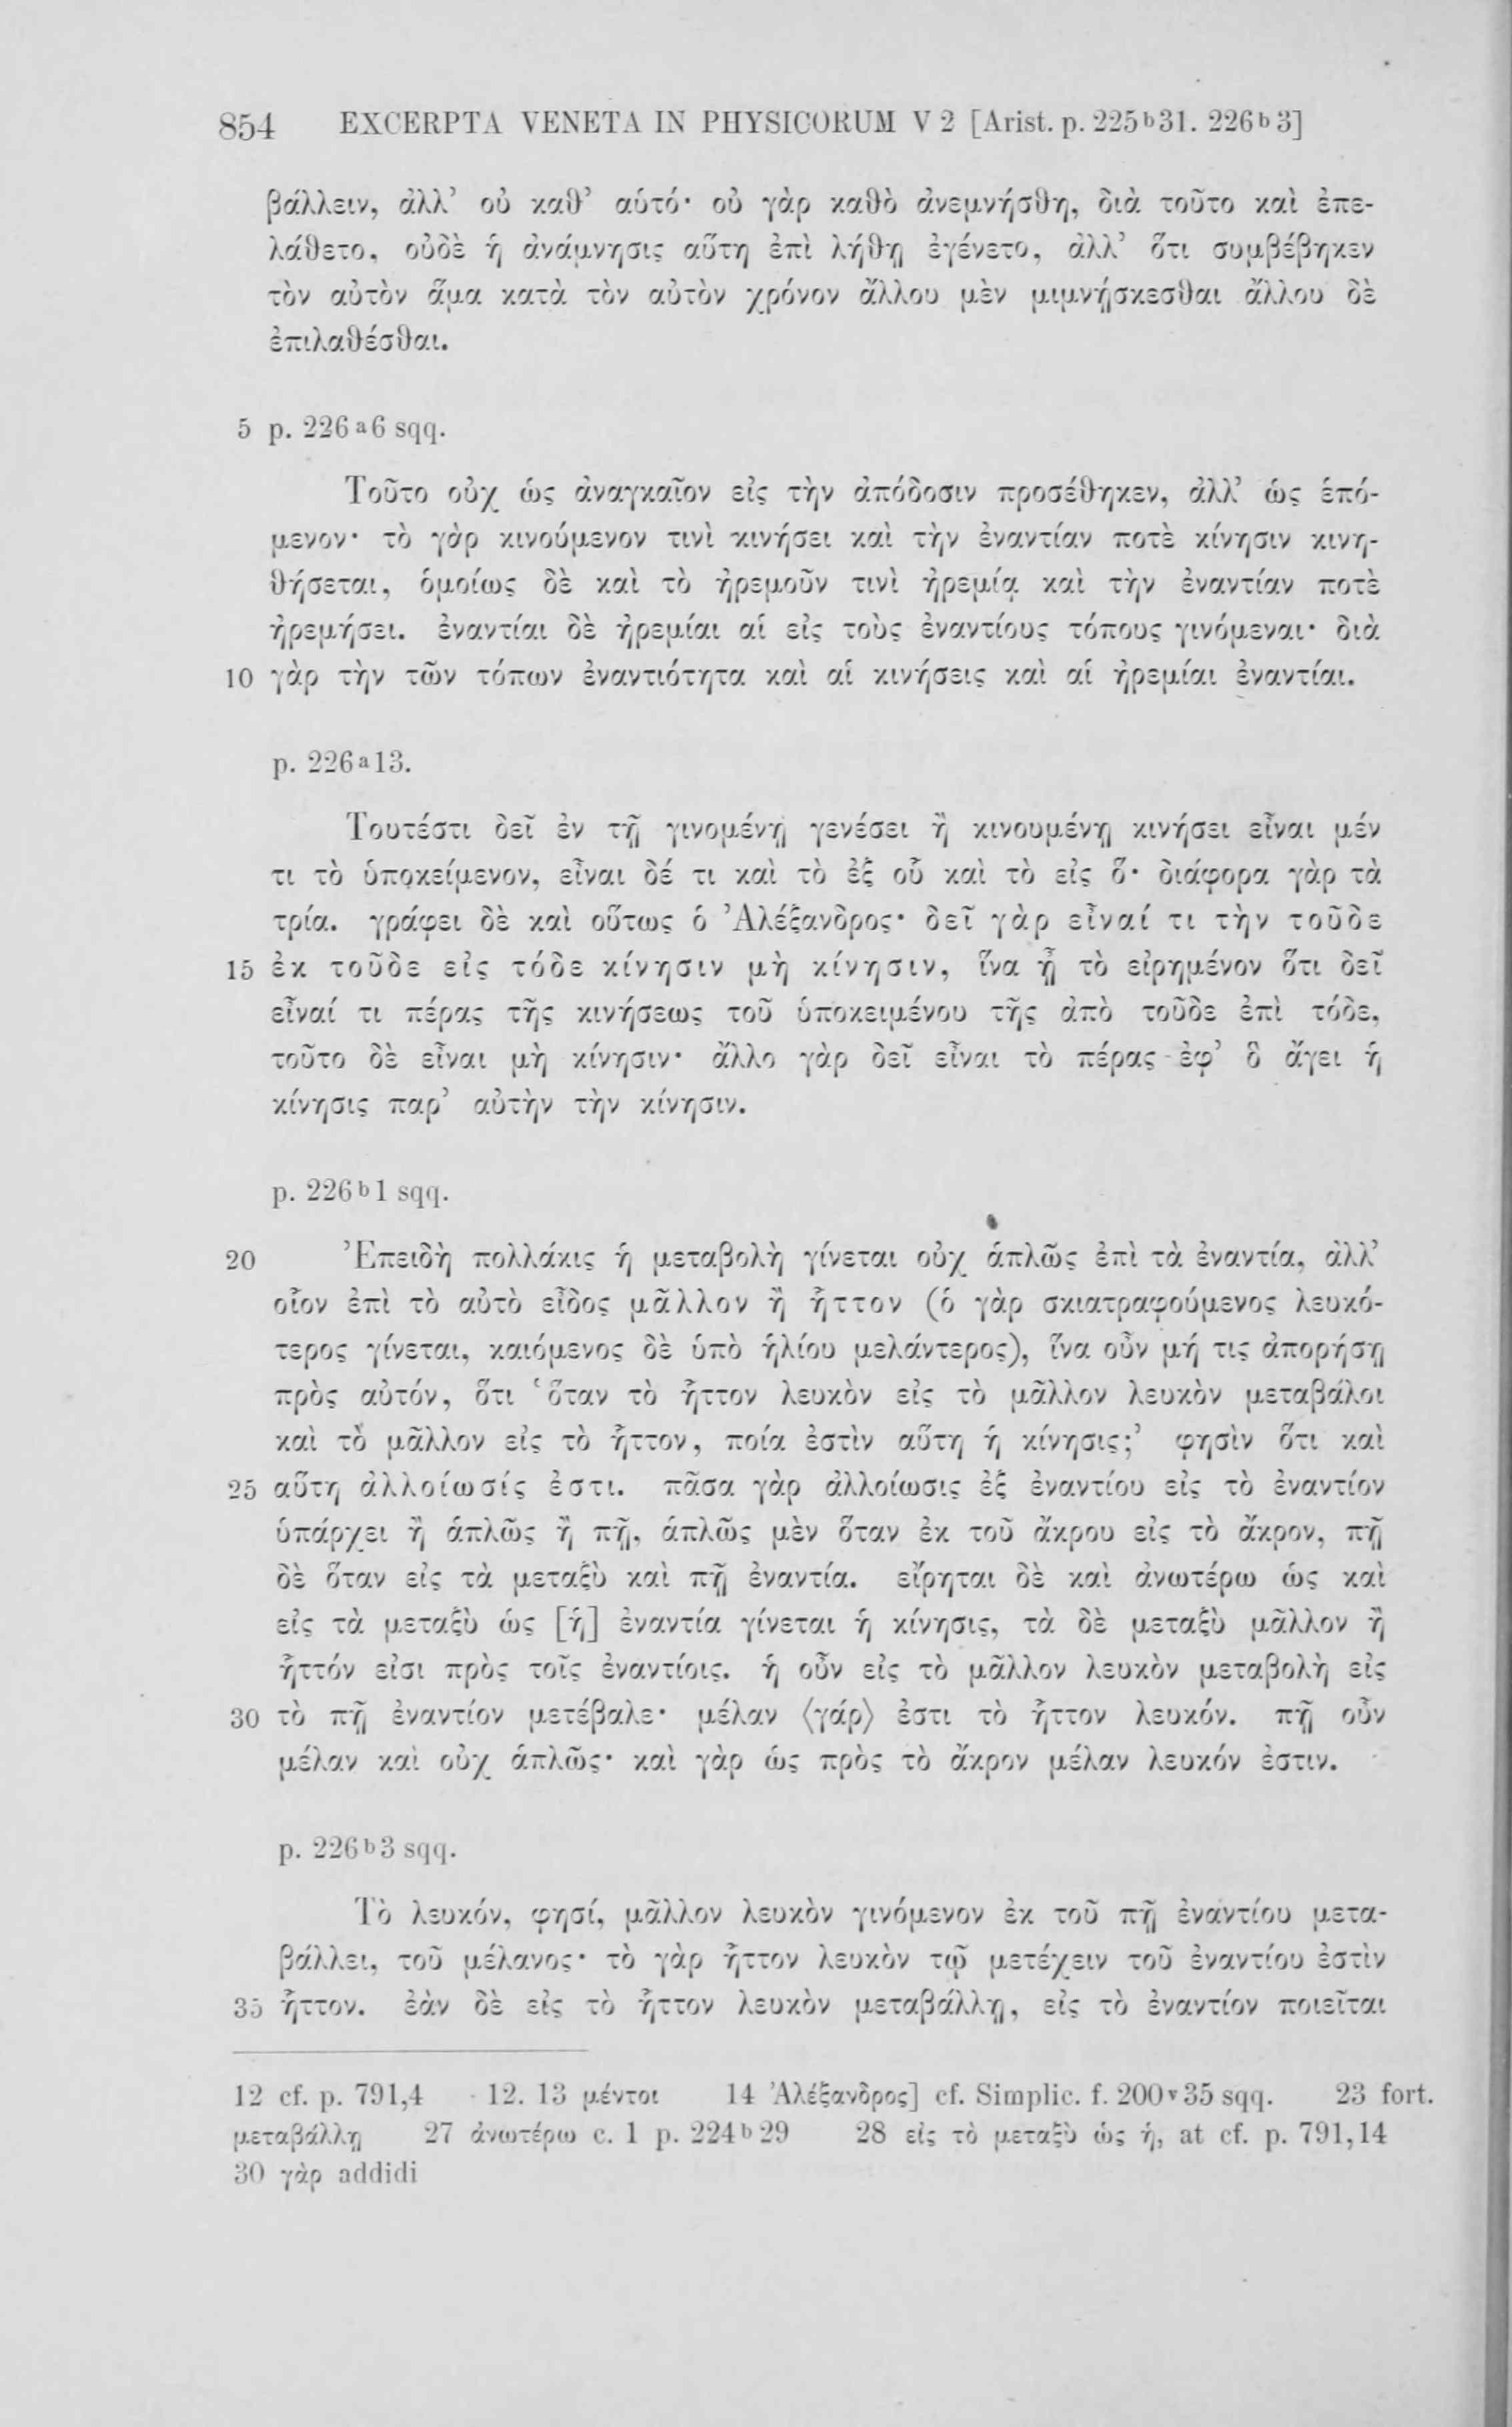 854 EXCERPTA VENETA IN PHYSICORUM V 2 [Arist. p. 225ᵇ31. 226ᵇ3]
βάλλειν, ἀλλ’ οὐ καθ’ αὑτό· οὐ γὰρ καθὸ ἀνεμνήσθη, διὰ τοῦτο καὶ ἐπε-
λάθετο, οὐδὲ ἡ ἀνάμνησις αὕτη ἐπὶ λήθῃ ἐγένετο, ἀλλ’ ὅτι συμβέβηκεν
τὸν αὐτὸν ἅμα κατὰ τὸν αὐτὸν χρόνον ἄλλου μὲν μιμνῄσκεσθαι ἄλλου δὲ
ἐπιλαθέσθαι.
5 p. 226ᵃ6 sqq.
Τοῦτο οὐχ ὡς ἀναγκαῖον εἰς τὴν ἀπόδοσιν προσέθηκεν, ἀλλ’ ὡς ἑπό-
μενον· τὸ γὰρ κινούμενον τινὶ κινήσει καὶ τὴν ἐναντίαν ποτὲ κίνησιν κινη-
θήσεται, ὁμοίως δὲ καὶ τὸ ἠρεμοῦν τινὶ ἠρεμίᾳ καὶ τὴν ἐναντίαν ποτὲ
ἠρεμήσει. ἐναντίαι δὲ ἠρεμίαι αἱ εἰς τοὺς ἐναντίους τόπους γινόμεναι· διὰ
10 γὰρ τὴν τῶν τόπων ἐναντιότητα καὶ αἱ κινήσεις καὶ αἱ ἠρεμίαι ἐναντίαι.
p. 226ᵃ13.
Τουτέστι δεῖ ἐν τῇ γινομένῃ γενέσει ἢ κινουμένῃ κινήσει εἶναι μέν
τι τὸ ὑποκείμενον, εἶναι δέ τι καὶ τὸ ἐξ οὗ καὶ τὸ εἰς ὅ· διάφορα γὰρ τὰ
τρία. γράφει δὲ καὶ οὕτως ὁ Ἀλέξανδρος· δεῖ γὰρ εἶναί τι τὴν τοῦδε
15 ἐκ τοῦδε εἰς τόδε κίνησιν μὴ κίνησιν, ἵνα ᾖ τὸ εἰρημένον ὅτι δεῖ
εἶναί τι πέρας τῆς κινήσεως τοῦ ὑποκειμένου τῆς ἀπὸ τοῦδε ἐπὶ τόδε,
τοῦτο δὲ εἶναι μὴ κίνησιν· ἄλλο γὰρ δεῖ εἶναι τὸ πέρας ἐφ’ ὃ ἄγει ἡ
κίνησις παρ’ αὐτὴν τὴν κίνησιν.
p. 226ᵇ1 sqq.
20 Ἐπειδὴ πολλάκις ἡ μεταβολὴ γίνεται οὐχ ἁπλῶς ἐπὶ τὰ ἐναντία, ἀλλ’
οἷον ἐπὶ τὸ αὐτὸ εἶδος μᾶλλον ἢ ἧττον (ὁ γὰρ σκιατραφούμενος λευκό-
τερος γίνεται, καιόμενος δὲ ὑπὸ ἡλίου μελάντερος), ἵνα οὖν μή τις ἀπορήσῃ
πρὸς αὐτόν, ὅτι ‘ὅταν τὸ ἧττον λευκὸν εἰς τὸ μᾶλλον λευκὸν μεταβάλοι
καὶ τὸ μᾶλλον εἰς τὸ ἧττον, ποία ἐστὶν αὕτη ἡ κίνησις;’ φησὶν ὅτι καὶ
25 αὕτη ἀλλοίωσίς ἐστι. πᾶσα γὰρ ἀλλοίωσις ἐξ ἐναντίου εἰς τὸ ἐναντίον
ὑπάρχει ἢ ἁπλῶς ἢ πῇ, ἁπλῶς μὲν ὅταν ἐκ τοῦ ἄκρου εἰς τὸ ἄκρον, πῇ
δὲ ὅταν εἰς τὰ μεταξὺ καὶ πῇ ἐναντία. εἴρηται δὲ καὶ ἀνωτέρω ὡς καὶ
εἰς τὰ μεταξὺ ὡς [ἡ] ἐναντία γίνεται ἡ κίνησις, τὰ δὲ μεταξὺ μᾶλλον ἢ
ἧττόν εἰσι πρὸς τοῖς ἐναντίοις. ἡ οὖν εἰς τὸ μᾶλλον λευκὸν μεταβολὴ εἰς
30 τὸ πῇ ἐναντίον μετέβαλε· μέλαν ⟨γάρ⟩ ἐστι τὸ ἧττον λευκόν. πῇ οὖν
μέλαν καὶ οὐχ ἁπλῶς· καὶ γὰρ ὡς πρὸς τὸ ἄκρον μέλαν λευκόν ἐστιν.
p. 226ᵇ3 sqq.
Τὸ λευκόν, φησί, μᾶλλον λευκὸν γινόμενον ἐκ τοῦ πῇ ἐναντίου μετα-
βάλλει, τοῦ μέλανος· τὸ γὰρ ἧττον λευκὸν τῷ μετέχειν τοῦ ἐναντίου ἐστὶν
35 ἧττον. ἐὰν δὲ εἰς τὸ ἧττον λευκὸν μεταβάλλῃ, εἰς τὸ ἐναντίον ποιεῖται
12 cf. p. 791,4 12. 13 μέντοι 14 Ἀλέξανδρος] cf. Simplic. f. 200ᵛ35 sqq. 23 fort.
μεταβάλλῃ 27 ἀνωτέρω c. 1 p. 224ᵇ29 28 εἰς τὸ μεταξὺ ὡς ἡ, at cf. p. 791,14
30 γὰρ addidi